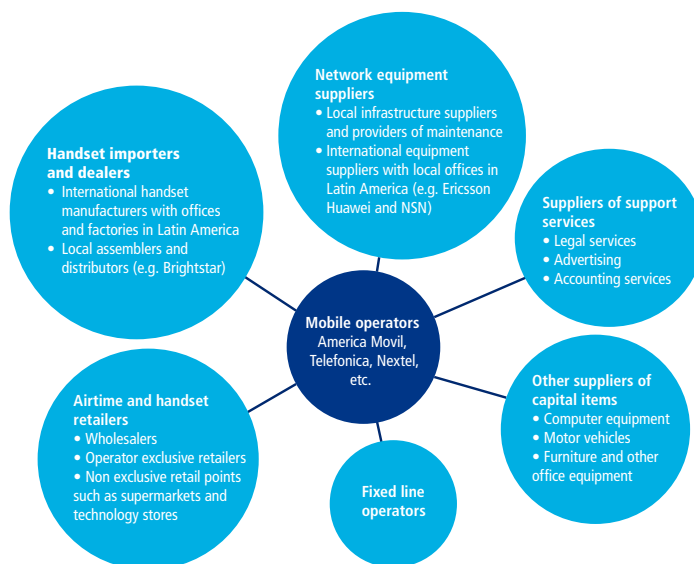 Network equipment
suppliers
• Local infrastructure suppliers
and providers of maintenance
• International equipment
suppliers with local offices in
Latin America (e.g. Ericsson
Huawei and NSN)
Handset importers
and dealers
• International handset
manufacturers with offices
and factories in Latin America
• Local assemblers and
distributors (e.g. Brightstar)
Suppliers of support
services
• Legal services
• Advertising
• Accounting services
Mobile operators
America Movil,
Telefonica, Nextel,
etc.
Airtime and handset
retailers
• Wholesalers
• Operator exclusive retailers
• Non exclusive retail points
such as supermarkets and
technology stores
Other suppliers of
capital items
• Computer equipment
• Motor vehicles
• Furniture and other
office equipment
Fixed line
operators